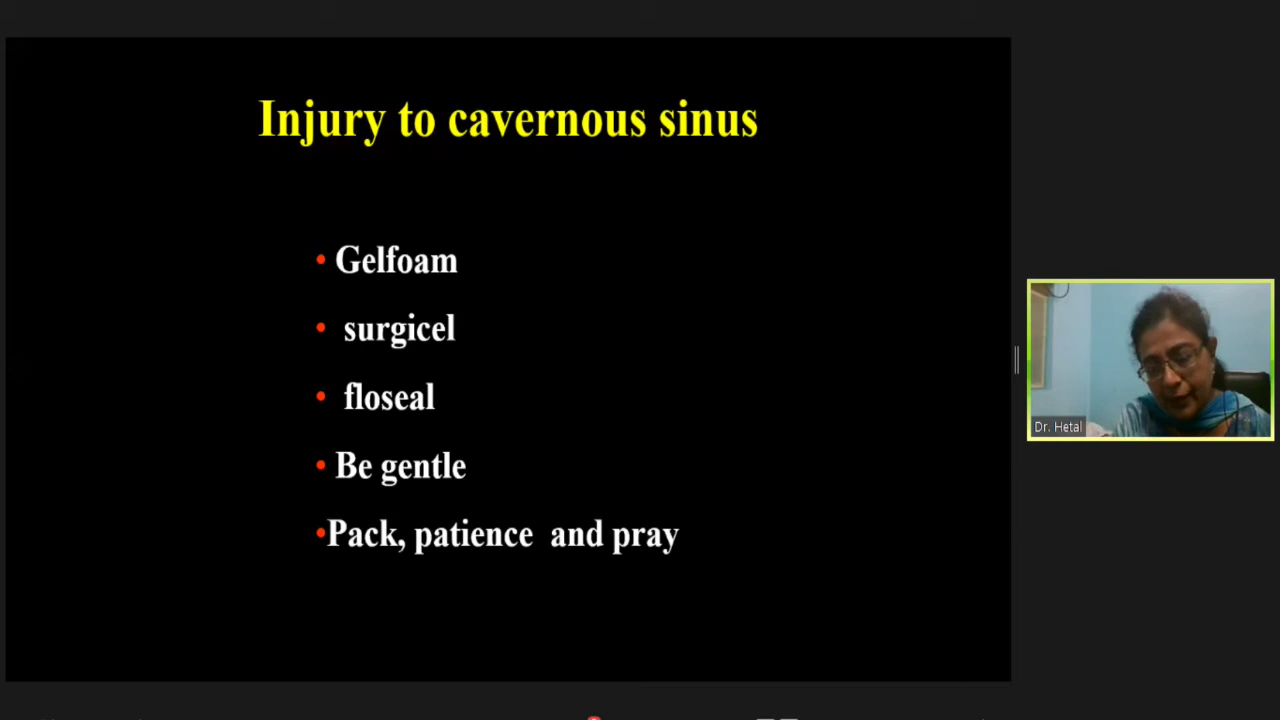 Injury to cavernous sinus
• Gelfoam
• surgicel
• floseal
• Be gentle
•Pack, patience and pray
Dr. Hetal